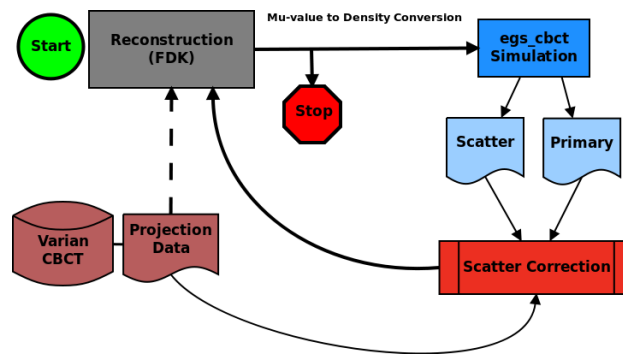 Mu-value to Density Conversion
Start
Reconstruction
(FDK)
egs_cbct
Simulation
Stop
Scatter
Primary
Varian
CBCT
Projection
Data
Scatter Correction